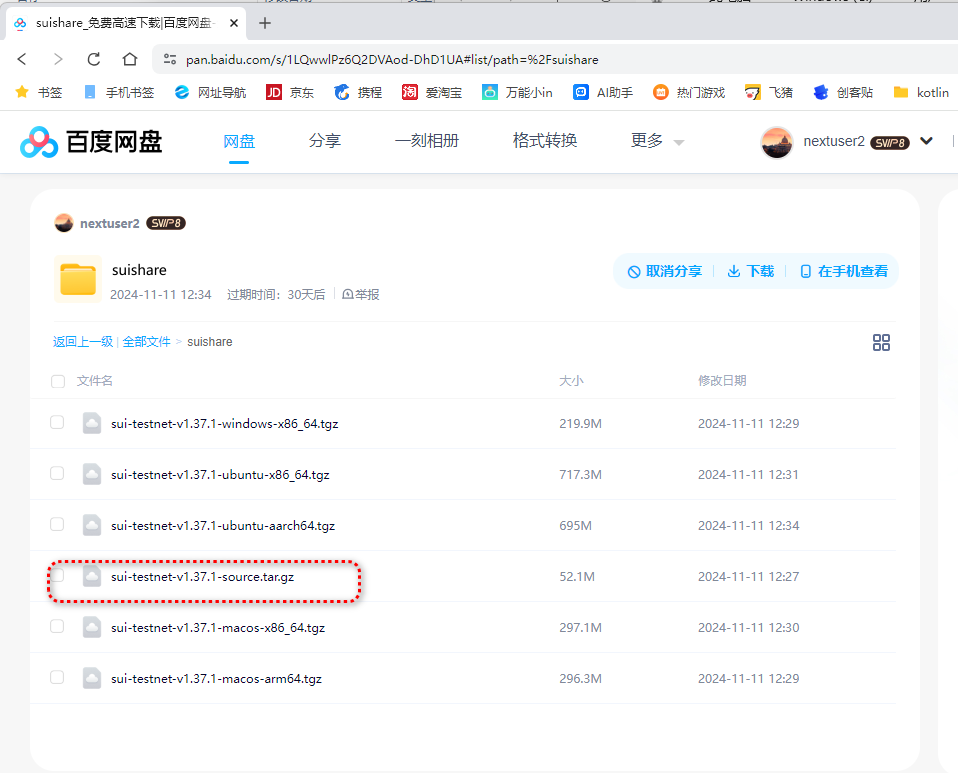 suishare_免费高速下载|百度网盘-
pan.baidu.com/s/1LQwwlPz6Q2DVAod-DhD1UA#list/path=%2Fsuishare
书签 手机书签 网址导航 JD 京东 携程 淘 爱淘宝 万能小in AI助手 热门游戏 飞猪 创客贴 kotlin
百度网盘 网盘 分享 一刻相册 格式转换 更多 nextuser2 SVIP8
nextuser2 SVIP8
suishare
取消分享 下载 在手机查看
2024-11-11 12:34 过期时间：30天后 举报
返回上一级 | 全部文件 > suishare
文件名 大小 修改日期
sui-testnet-v1.37.1-windows-x86_64.tgz 219.9M 2024-11-11 12:29
sui-testnet-v1.37.1-ubuntu-x86_64.tgz 717.3M 2024-11-11 12:31
sui-testnet-v1.37.1-ubuntu-aarch64.tgz 695M 2024-11-11 12:34
sui-testnet-v1.37.1-source.tar.gz 52.1M 2024-11-11 12:27
sui-testnet-v1.37.1-macos-x86_64.tgz 297.1M 2024-11-11 12:30
sui-testnet-v1.37.1-macos-arm64.tgz 296.3M 2024-11-11 12:29